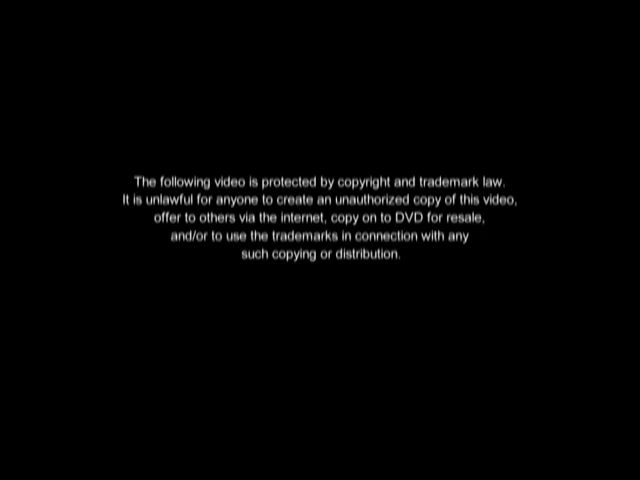 The following video is protected by copyright and trademark law.
It is unlawful for anyone to create an unauthorized copy of this video,
offer to others via the internet, copy on to DVD for resale,
and/or to use the trademarks in connection with any
such copying or distribution.